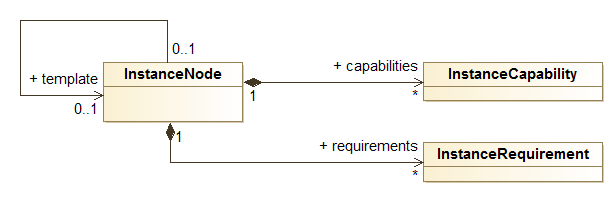 0..1
+ template
0..1
InstanceNode
1
1
+ capabilities
*
InstanceCapability
+ requirements
*
InstanceRequirement